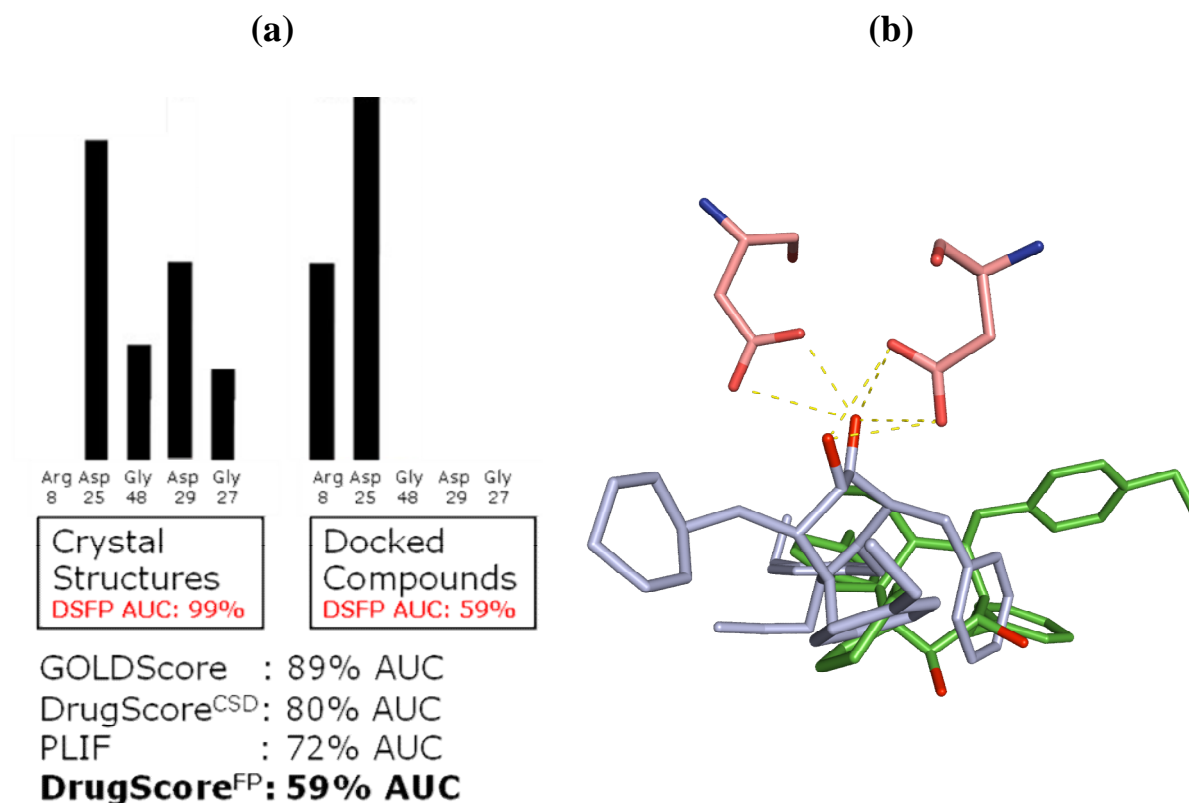 (a)
(b)
Arg Asp Gly Asp Gly
8 25 48 29 27
Arg Asp Gly Asp Gly
8 25 48 29 27
Crystal
Structures
DSFP AUC: 99%
Docked
Compounds
DSFP AUC: 59%
GOLDScore : 89% AUC
DrugScoreCSD: 80% AUC
PLIF : 72% AUC
DrugScoreFP: 59% AUC